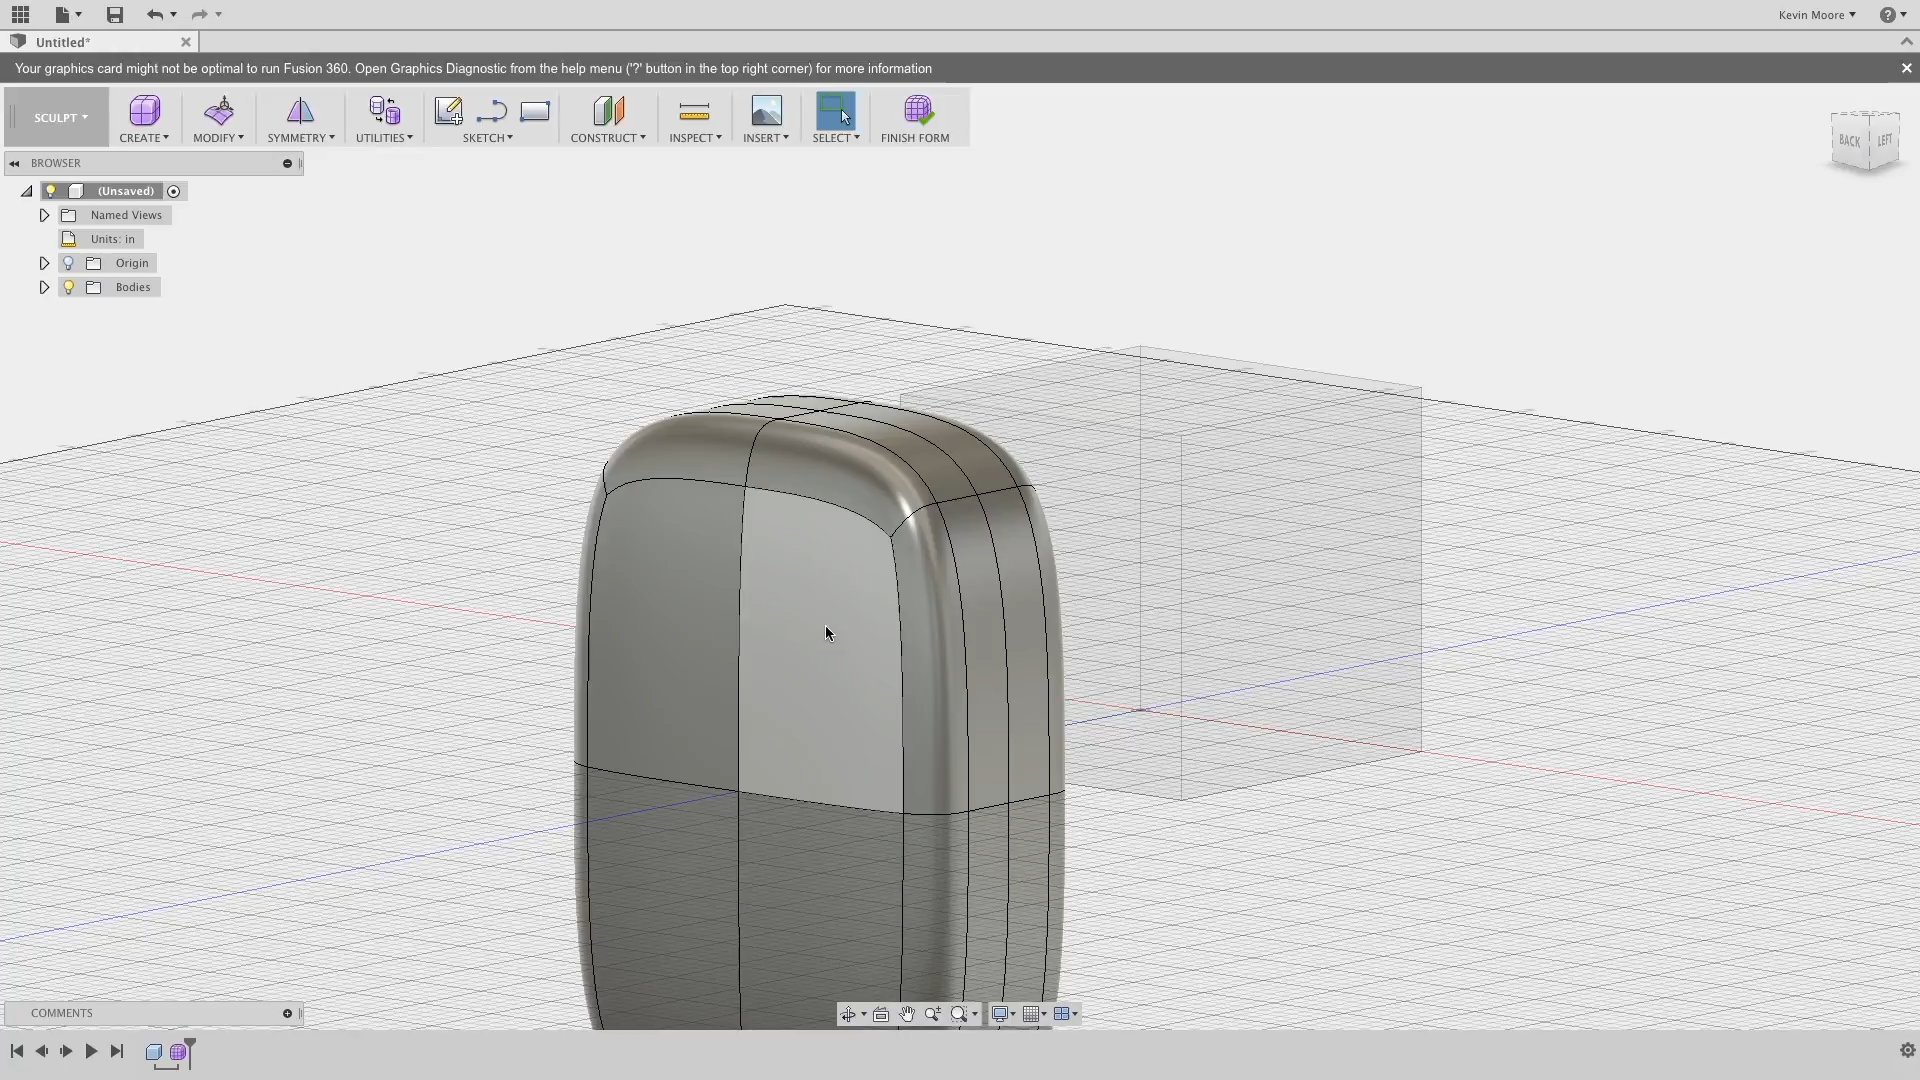 Kevin Moore
Untitled*
Your graphics card might not be optimal to run Fusion 360. Open Graphics Diagnostic from the help menu ('?' button in the top right corner) for more information
SCULPT
CREATE
MODIFY
SYMMETRY
UTILITIES
SKETCH
CONSTRUCT
INSPECT
INSERT
SELECT
FINISH FORM
BACK
LEFT
BROWSER
(Unsaved)
Named Views
Units: in
Origin
Bodies
COMMENTS